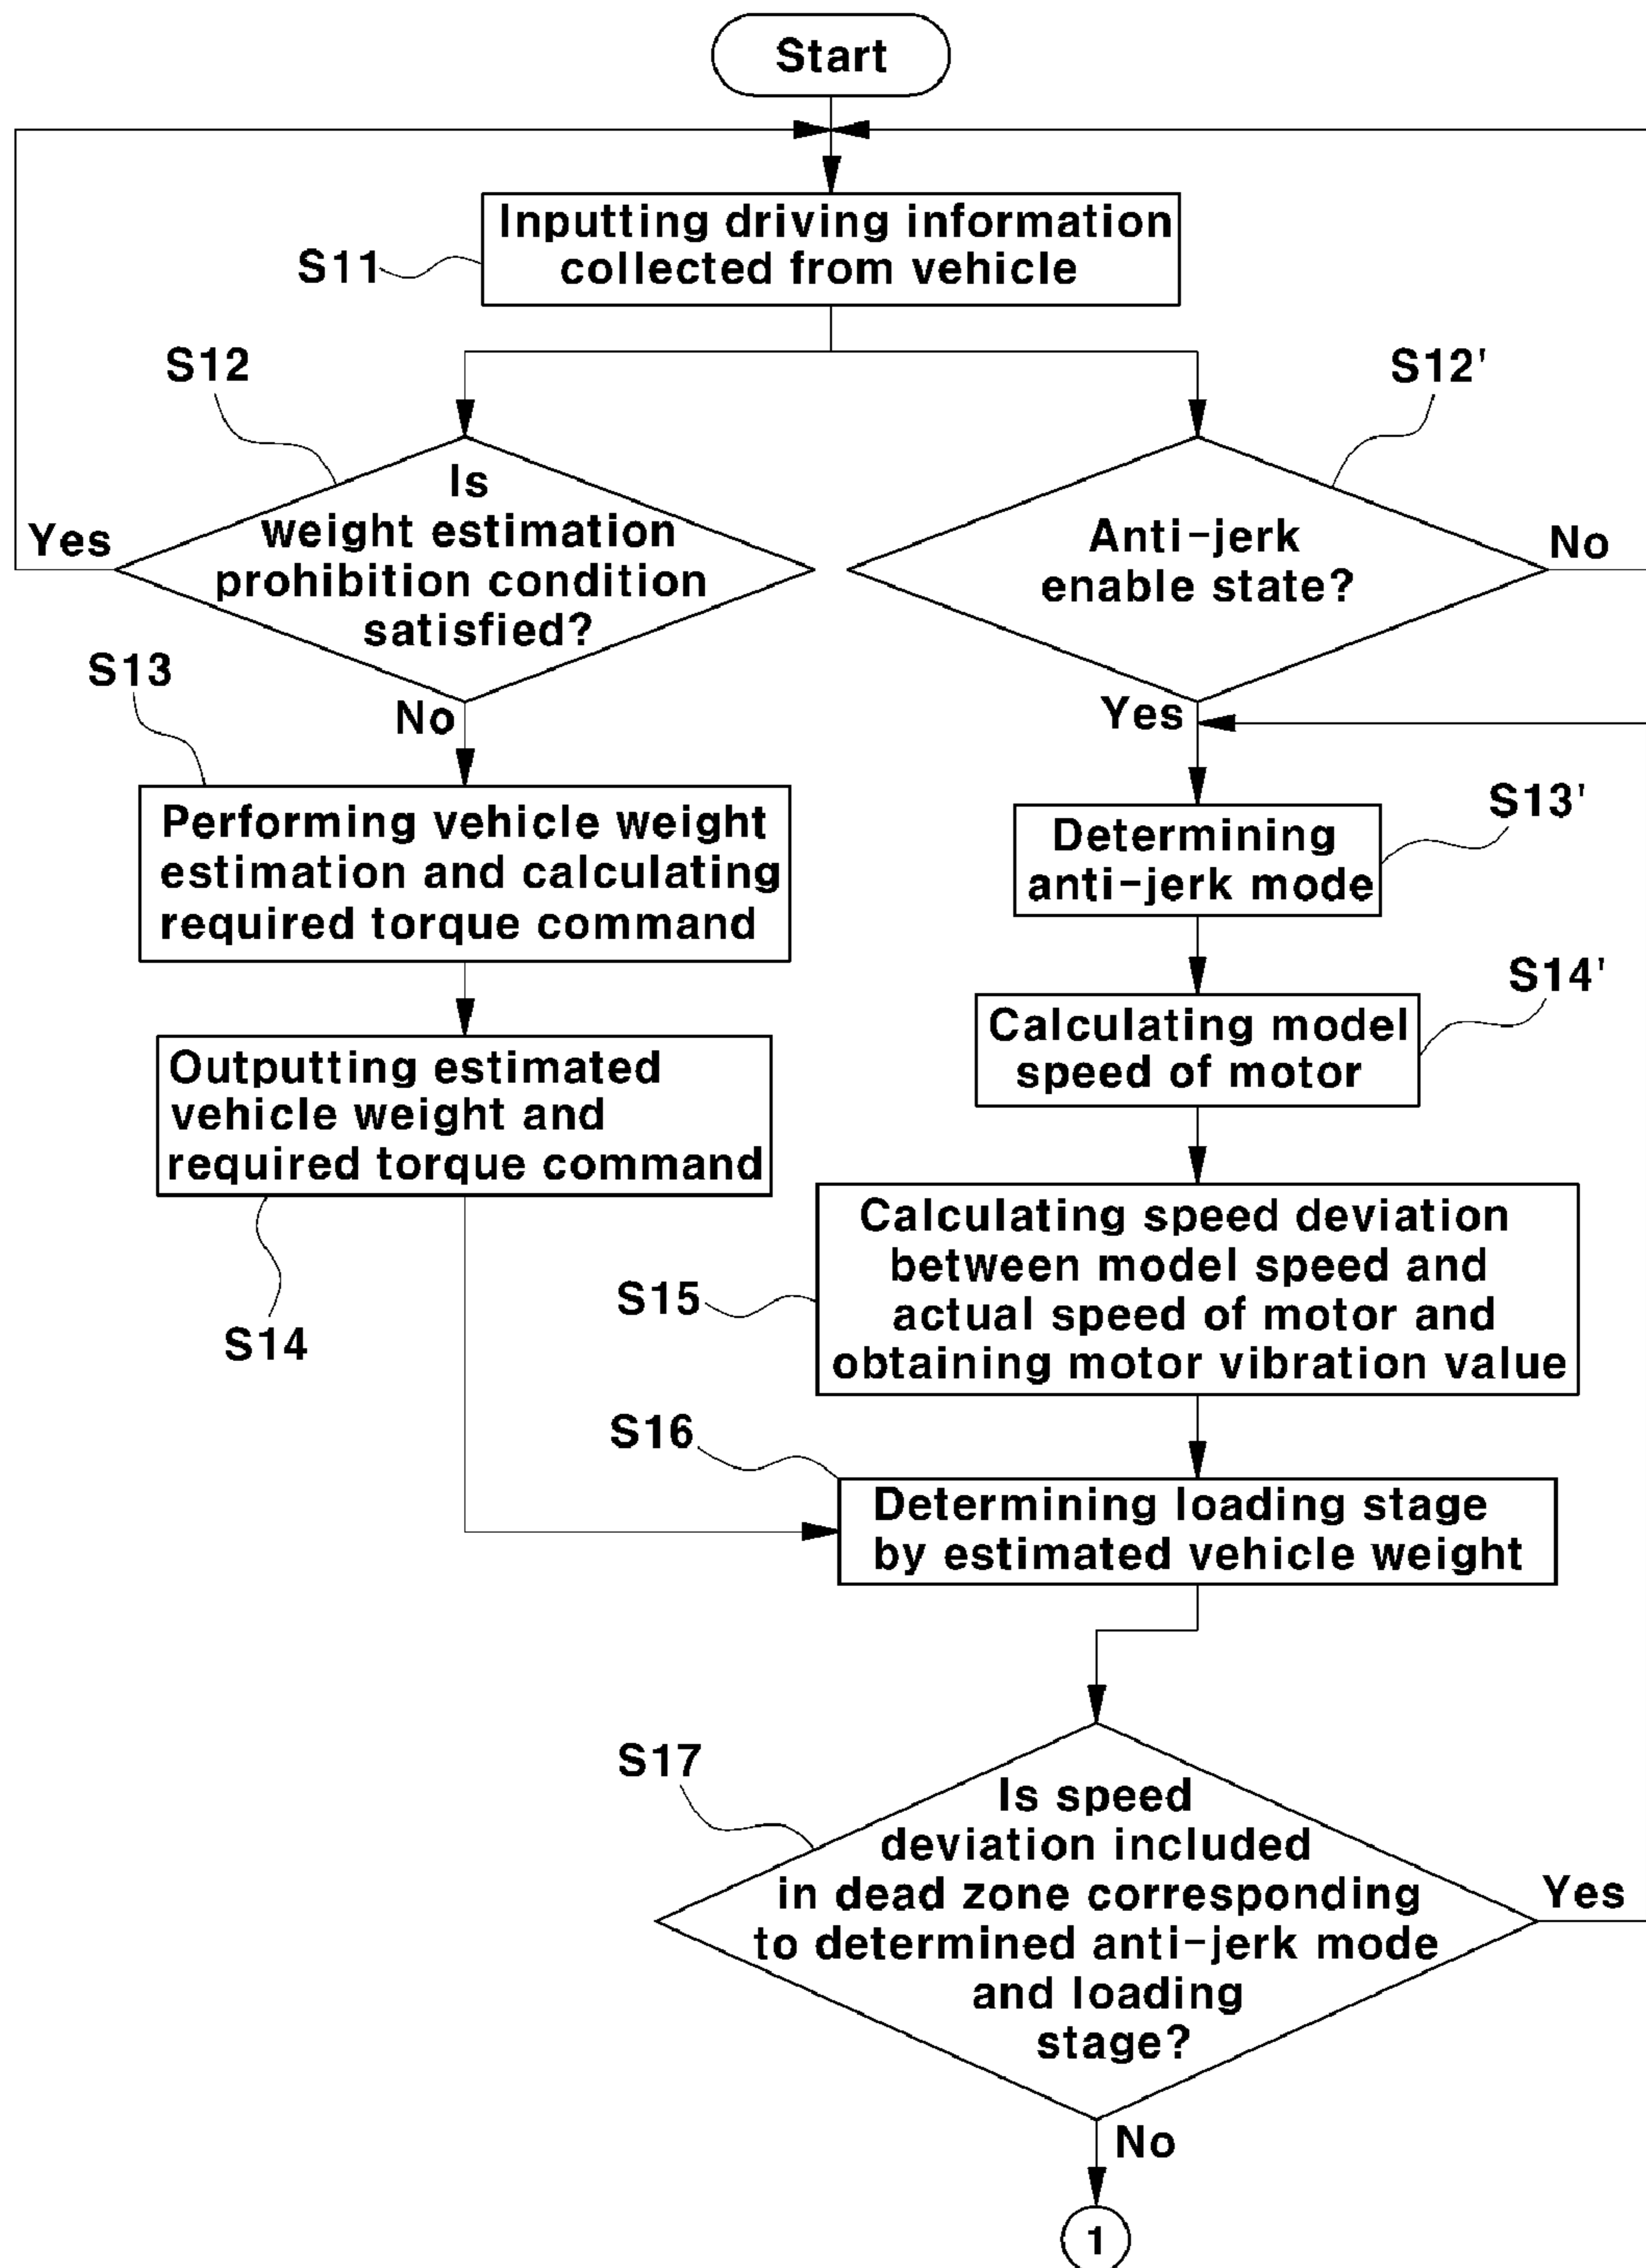 Start
Inputting driving information
collected from vehicle
S11
S12
S12'
Is
weight estimation
prohibition condition
satisfied?
Yes
No
Anti-jerk
enable state?
No
Yes
S13
Performing vehicle weight
estimation and calculating
required torque command
S13'
Determining
anti-jerk mode
S14'
Calculating model
speed of motor
Outputting estimated
vehicle weight and
required torque command
S14
S15
Calculating speed deviation
between model speed and
actual speed of motor and
obtaining motor vibration value
S16
Determining loading stage
by estimated vehicle weight
S17
Is speed
deviation included
in dead zone corresponding
to determined anti-jerk mode
and loading
stage?
Yes
No
1